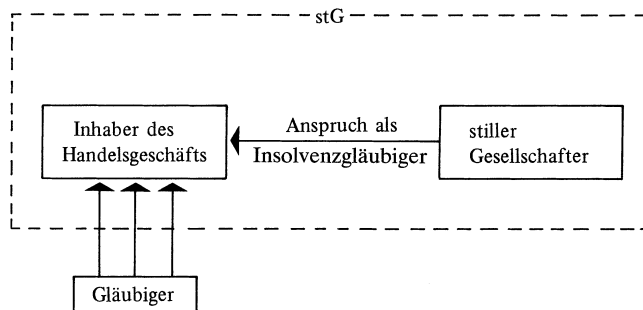 stG
Inhaber des
Handelsgeschäfts
Anspruch als
Insolvenzgläubiger
stiller
Gesellschafter
Gläubiger